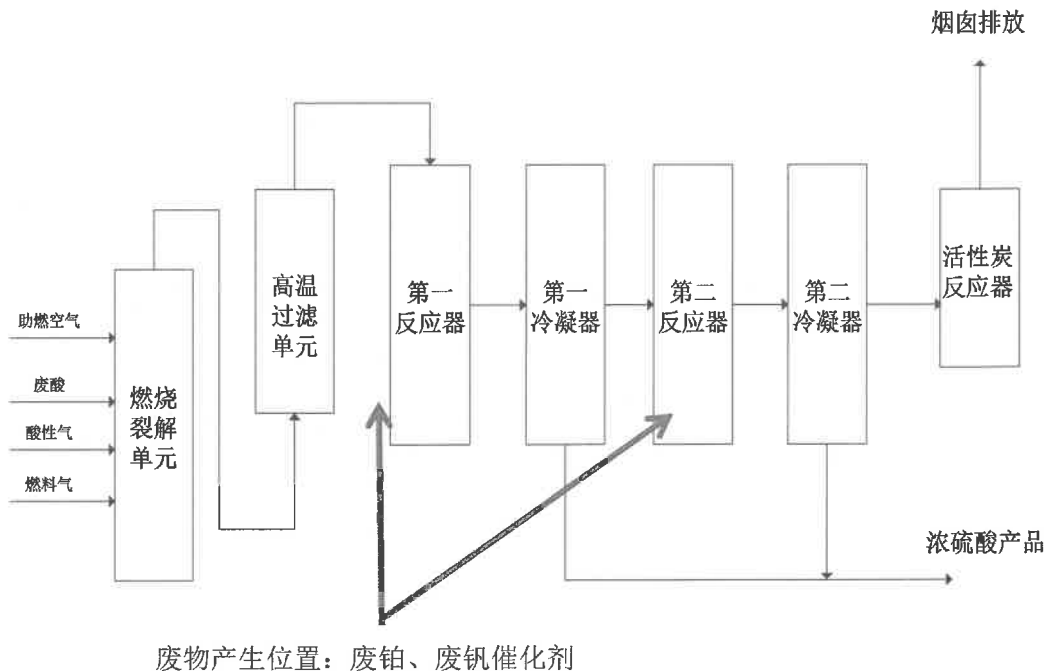 烟囱排放
助燃空气
废酸
酸性气
燃料气
燃烧
裂解
单元
高温
过滤
单元
第一
反应器
第一
冷凝器
第二
反应器
第二
冷凝器
活性炭
反应器
浓硫酸产品
废物产生位置：废铂、废钒催化剂